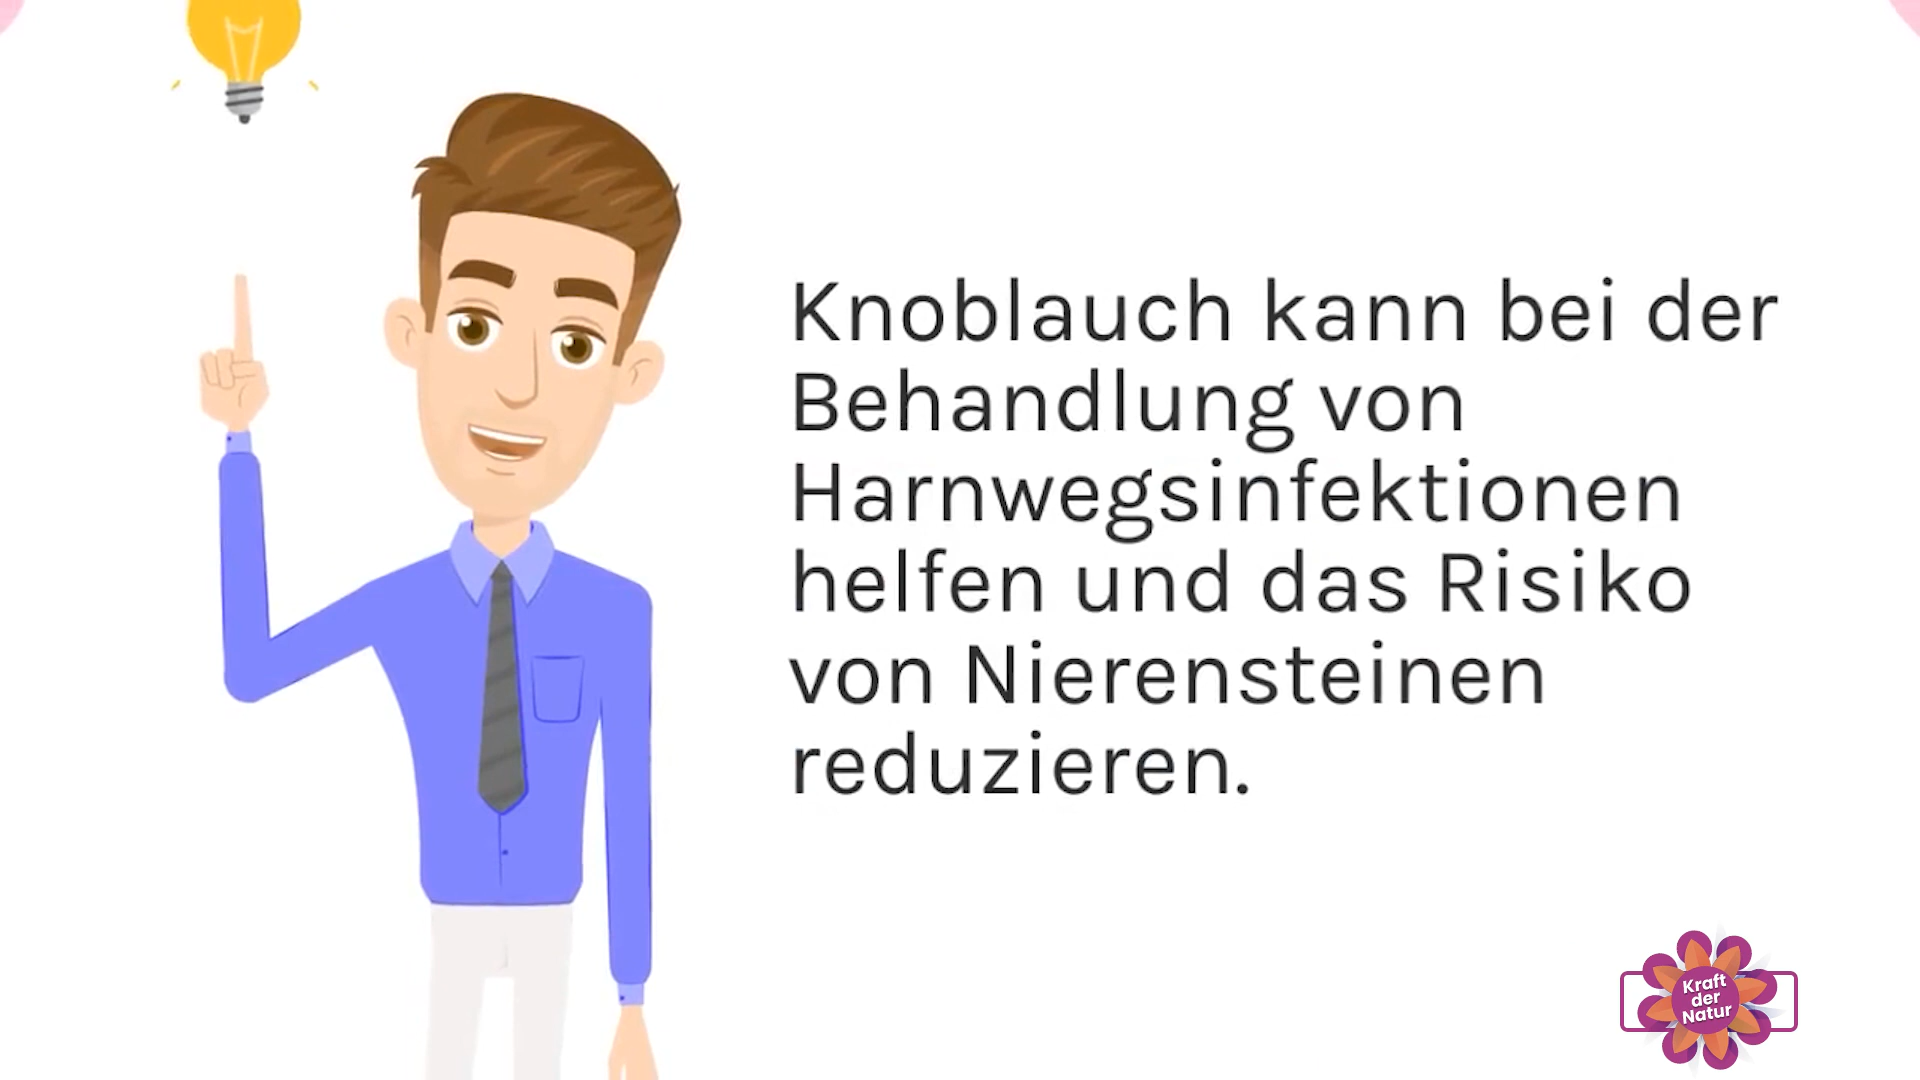 Knoblauch kann bei der
Behandlung von
Harnwegsinfektionen
helfen und das Risiko
von Nierensteinen
reduzieren.
Kraft
der
Natur